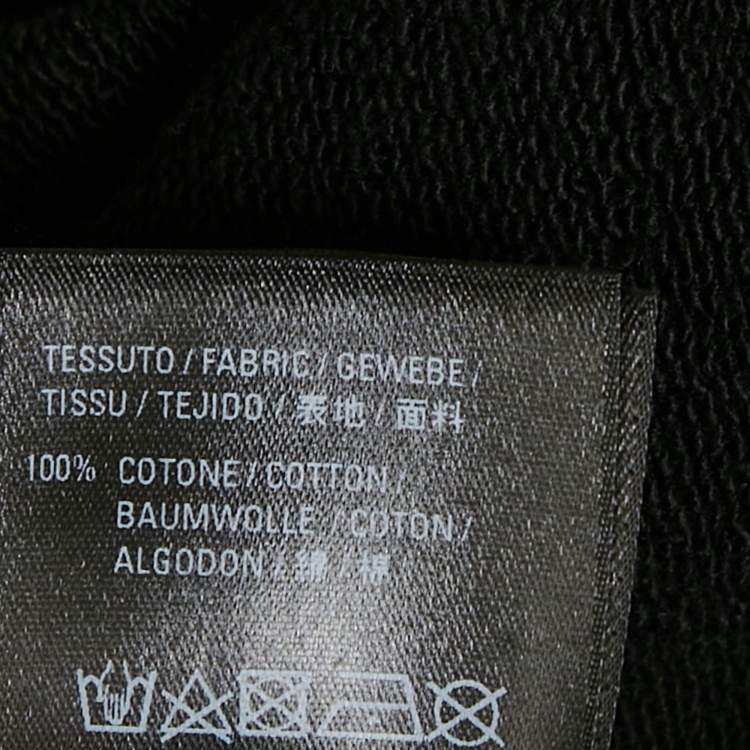 TESSUTO / FABRIC / GEWEBE /
TISSU / TEJIDO / 表地 / 面料
100% COTONE / COTTON /
BAUMWOLLE / COTON /
ALGODON / 綿 / 棉